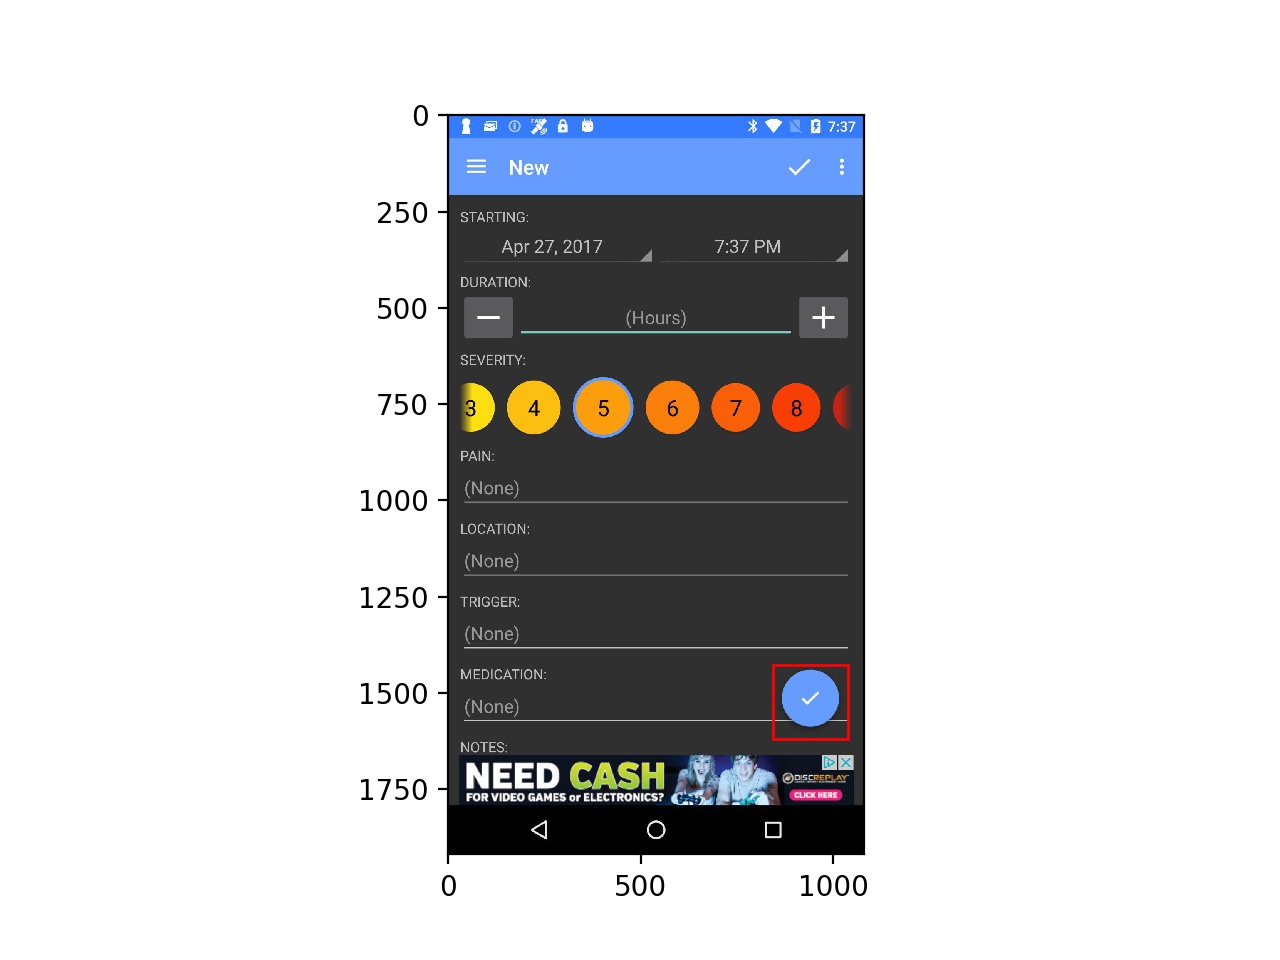 0
250
500
750
1000
1250
1500
1750
7:37
New
STARTING:
Apr 27, 2017 7:37 PM
DURATION:
(Hours)
SEVERITY:
3 4 5 6 7 8
PAIN:
(None)
LOCATION:
(None)
TRIGGER:
(None)
MEDICATION:
(None)
NOTES:
NEED CASH
FOR VIDEO GAMES or ELECTRONICS?
DISCREPLAY
CLICK HERE
0 500 1000